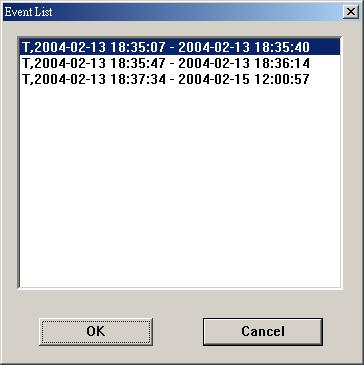 Event List
T,2004-02-13 18:35:07 - 2004-02-13 18:35:40
T,2004-02-13 18:35:47 - 2004-02-13 18:36:14
T,2004-02-13 18:37:34 - 2004-02-15 12:00:57
OK
Cancel